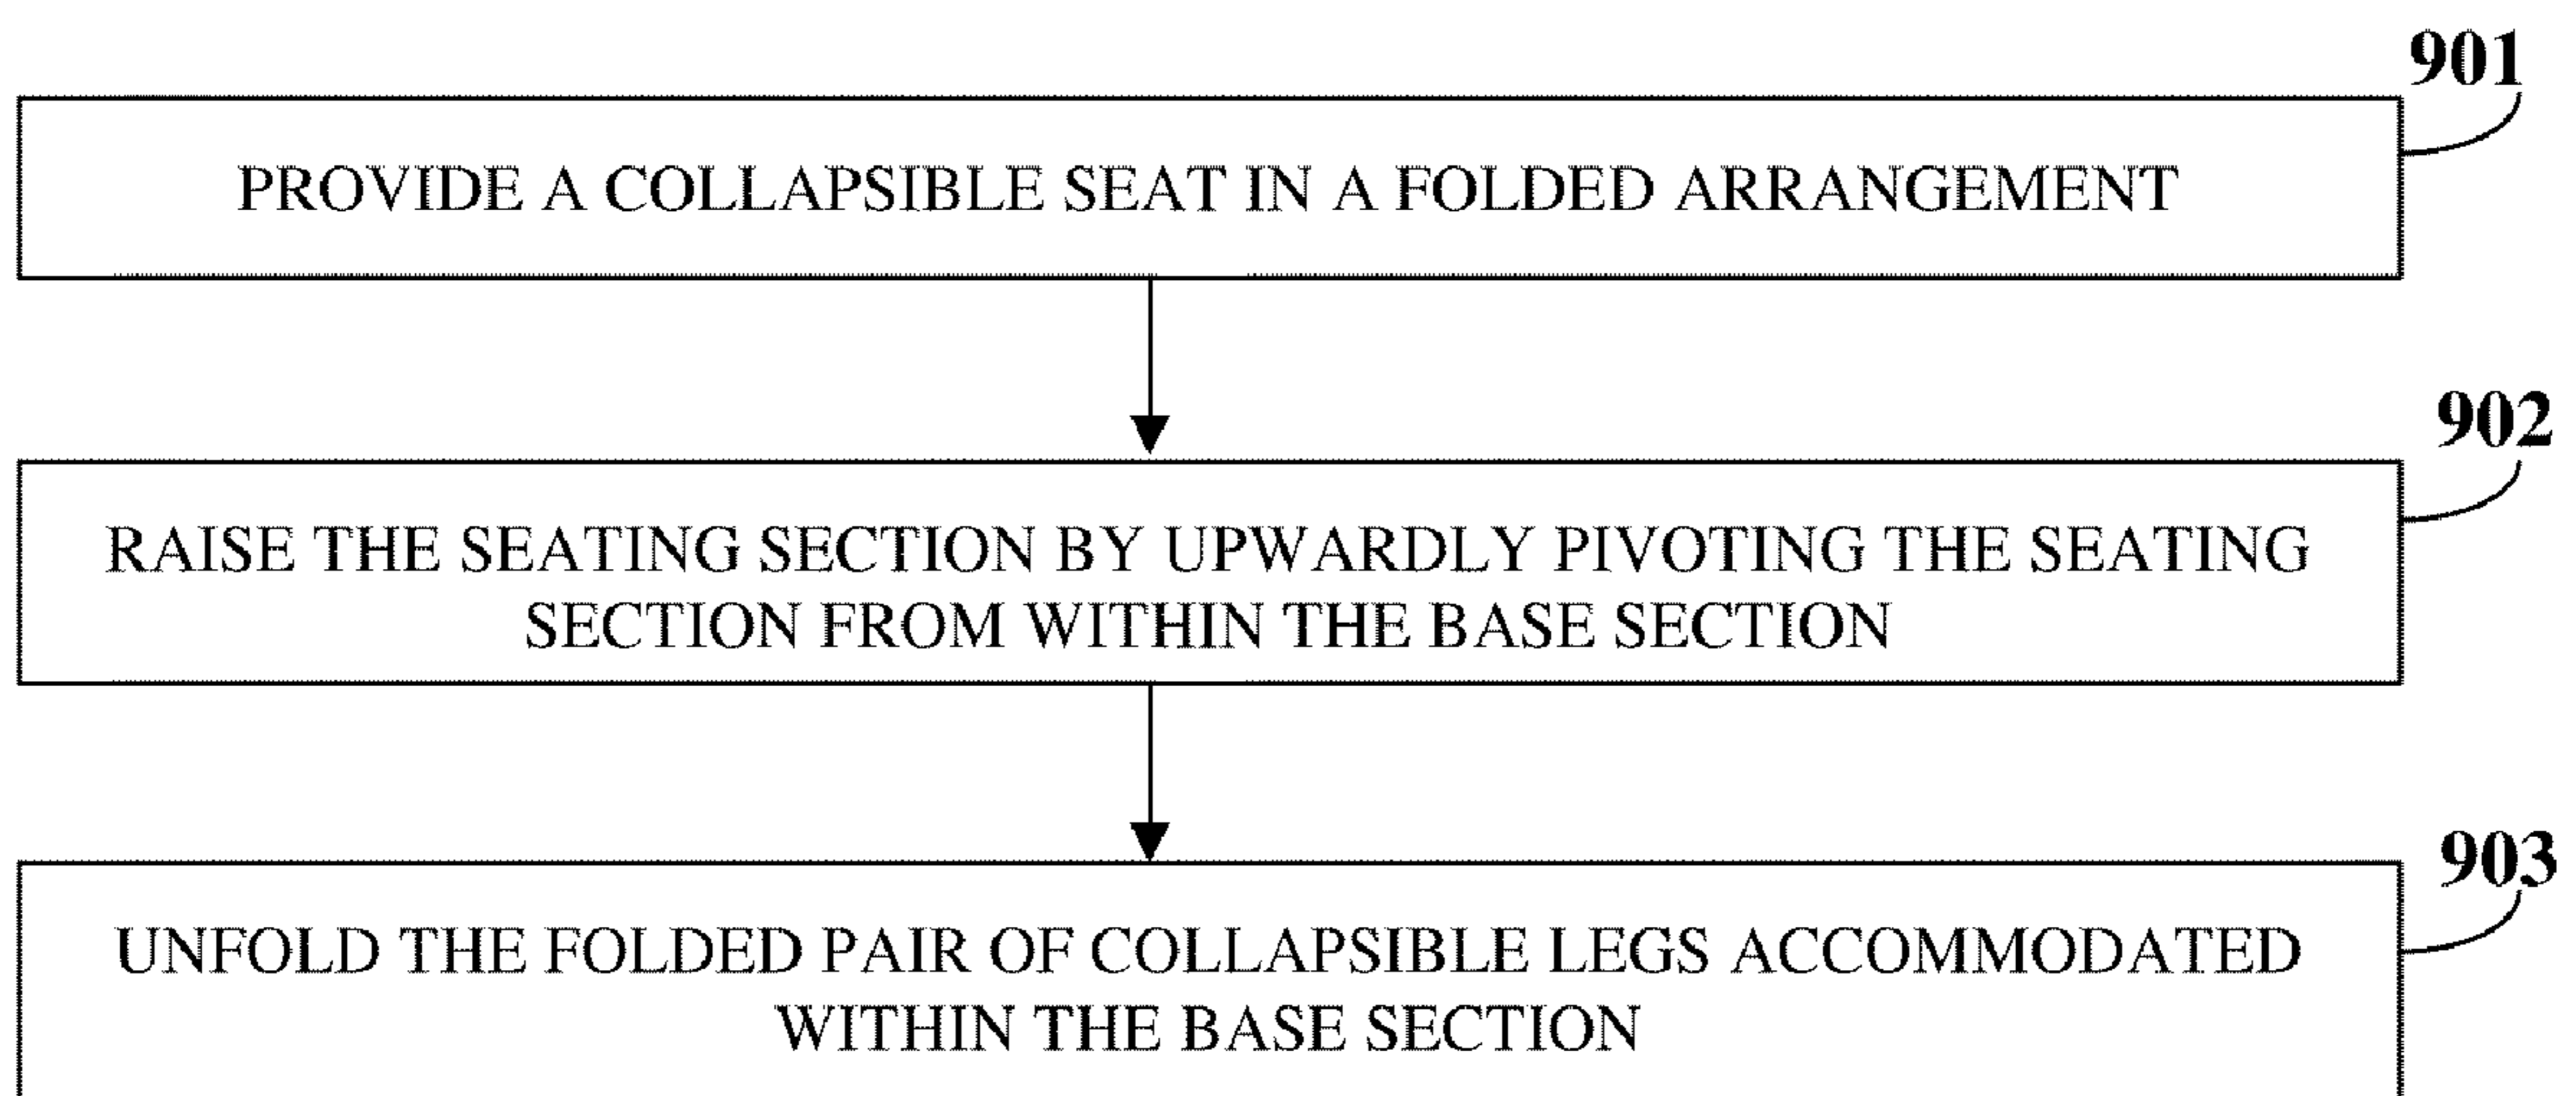 901
PROVIDE A COLLAPSIBLE SEAT IN A FOLDED ARRANGEMENT
902
RAISE THE SEATING SECTION BY UPWARDLY PIVOTING THE SEATING
SECTION FROM WITHIN THE BASE SECTION
903
UNFOLD THE FOLDED PAIR OF COLLAPSIBLE LEGS ACCOMMODATED
WITHIN THE BASE SECTION